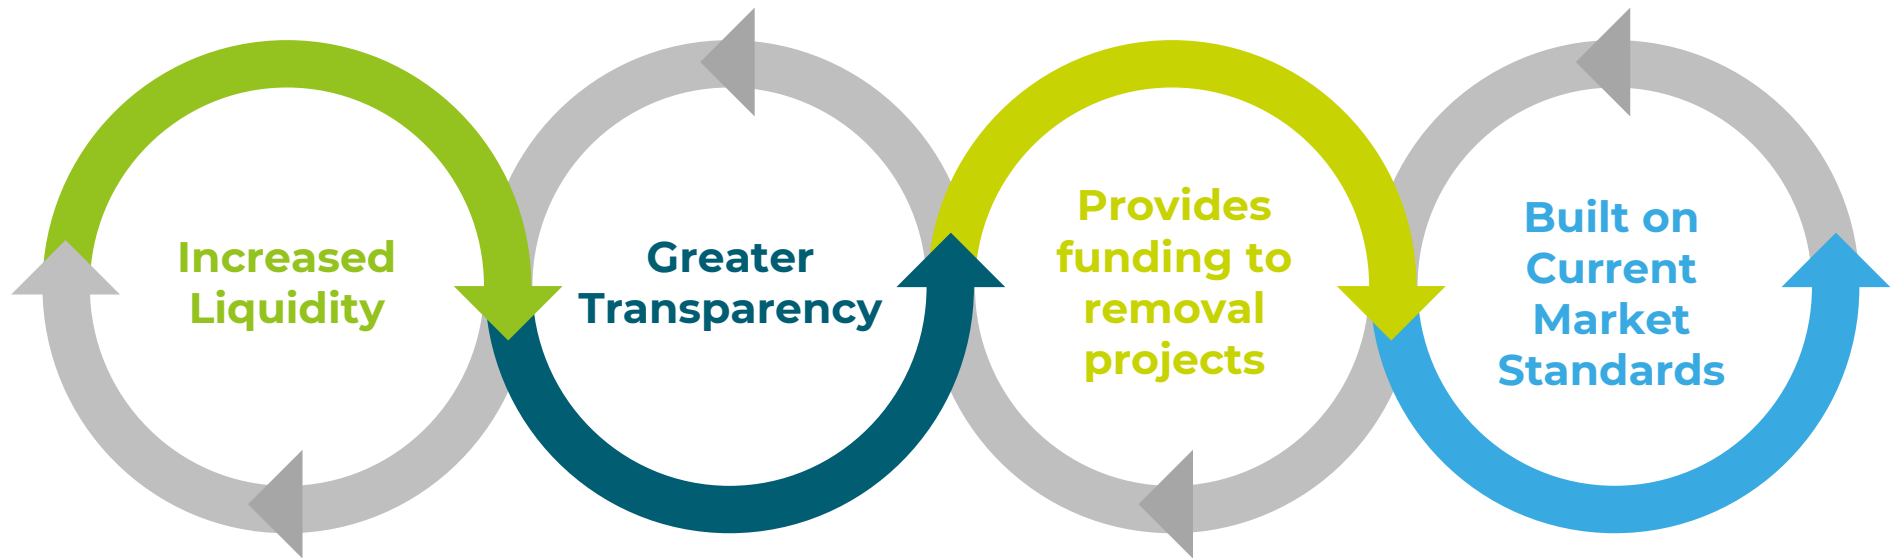 Increased
Liquidity
Greater
Transparency
Provides
funding to
removal
projects
Built on
Current
Market
Standards